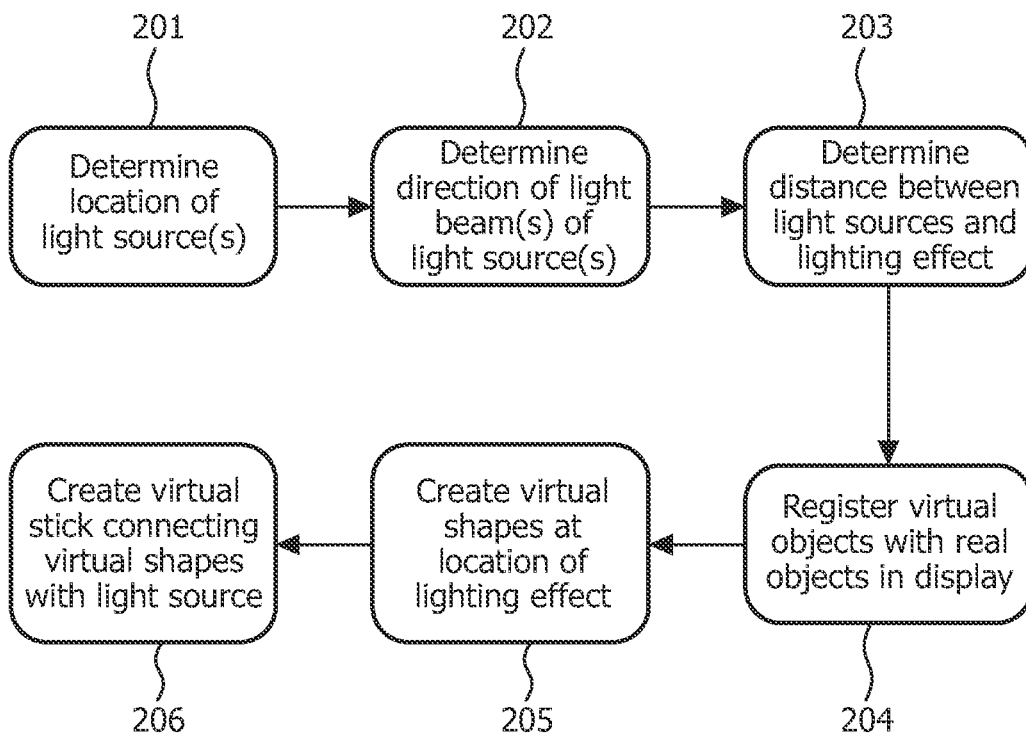 201
202
203
Determine
location of
light source(s)
Determine
direction of light
beam(s) of
light source(s)
Determine
distance between
light sources and
lighting effect
Create virtual
stick connecting
virtual shapes
with light source
Create virtual
shapes at
location of
lighting effect
Register virtual
objects with real
objects in display
206
205
204